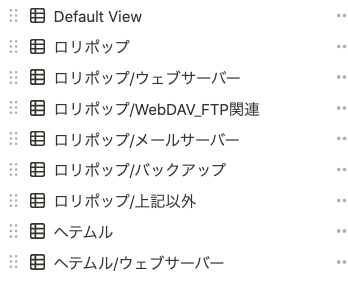 Default View
ロリポップ
ロリポップ/ウェブサーバー
ロリポップ/WebDAV_FTP関連
ロリポップ/メールサーバー
ロリポップ/バックアップ
ロリポップ/上記以外
ヘテムル
ヘテムル/ウェブサーバー